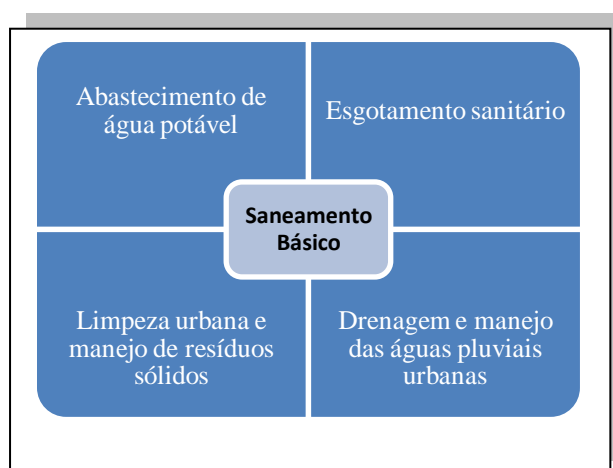 Abastecimento de
água potável
Esgotamento sanitário
Saneamento
Básico
Limpeza urbana e
manejo de resíduos
sólidos
Drenagem e manejo
das águas pluviais
urbanas